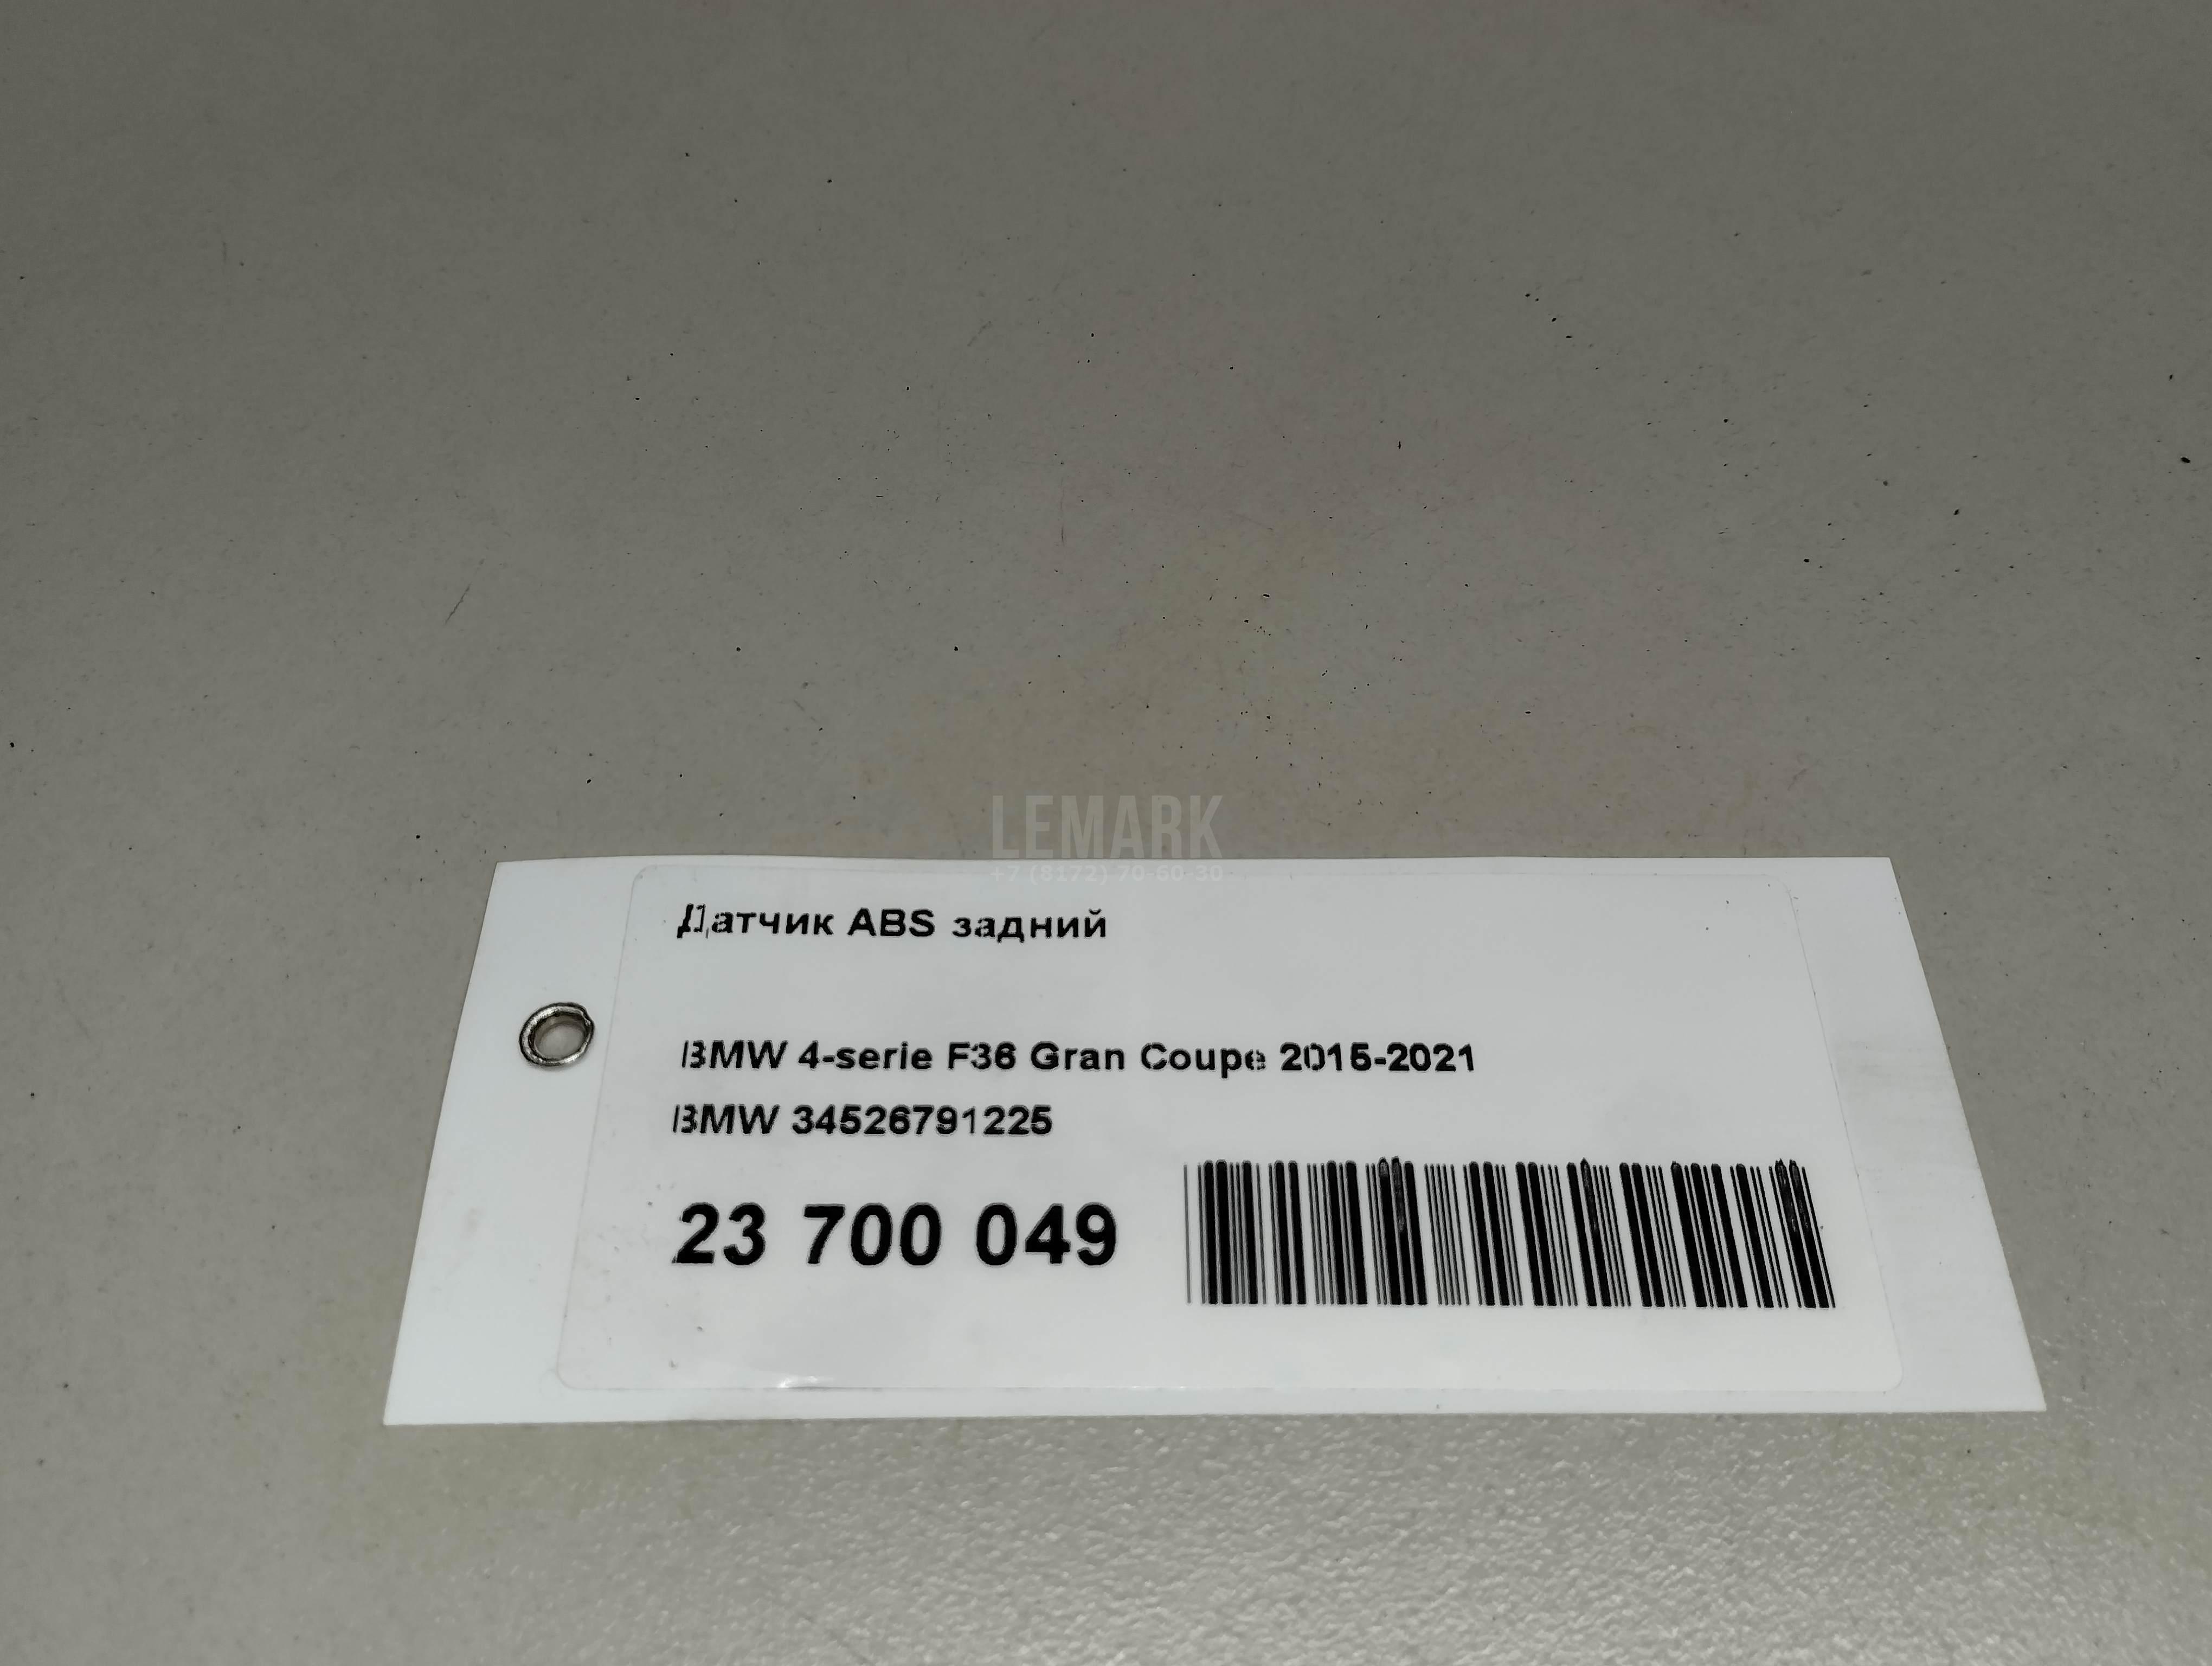 LEMARK
+7 (8172) 70-60-30
Датчик ABS задний
BMW 4-serie F36 Gran Coupe 2015-2021
BMW 34526791225
23 700 049